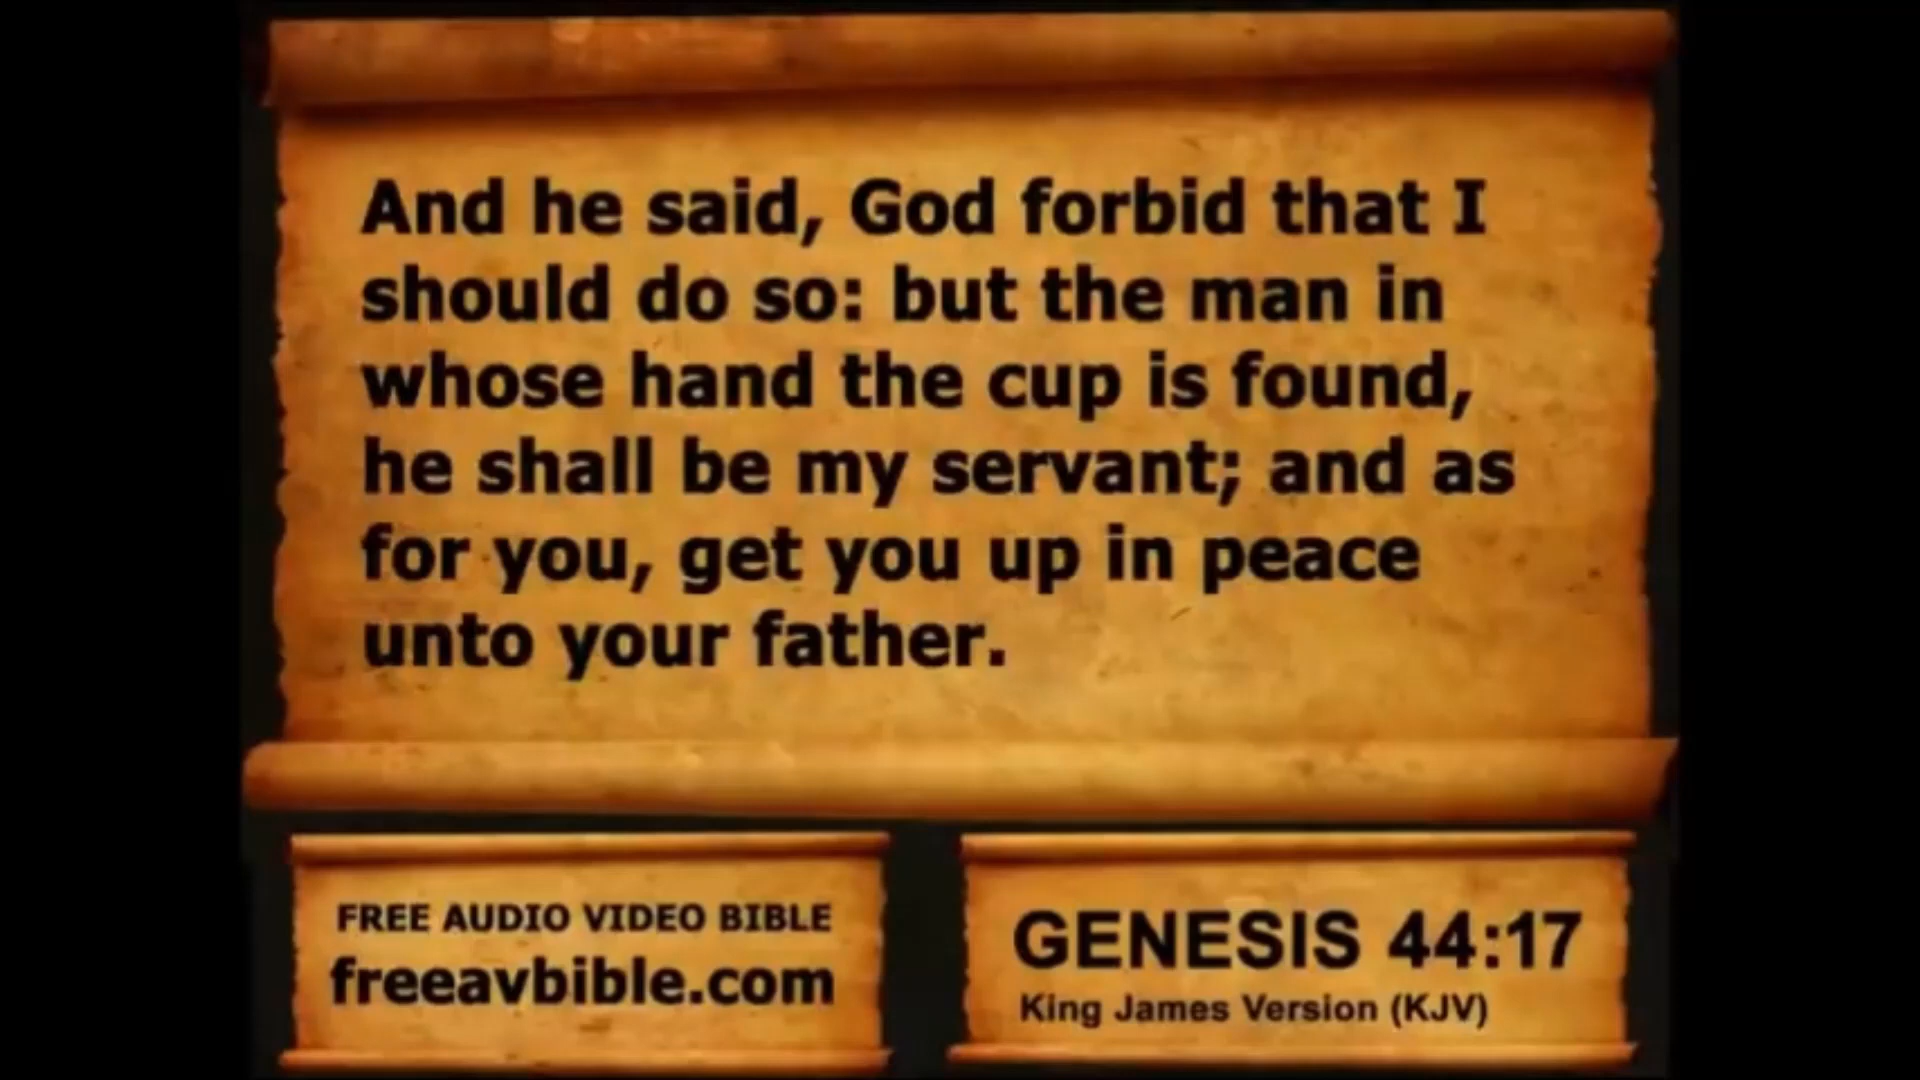 And he said, God forbid that I
should do so: but the man in
whose hand the cup is found,
he shall be my servant; and as
for you, get you up in peace
unto your father.
FREE AUDIO VIDEO BIBLE
freeavbible.com
GENESIS 44:17
King James Version (KJV)